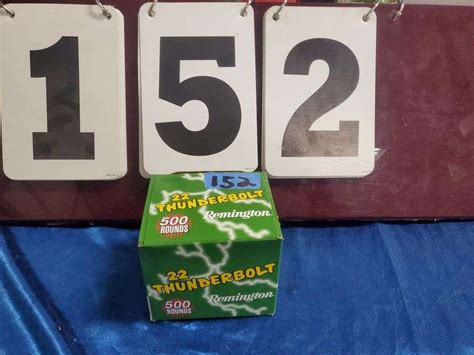 1 5 2
152
22
THUNDERBOLT
500
ROUNDS
Remington
22
THUNDERBOLT
500
ROUNDS
Remington